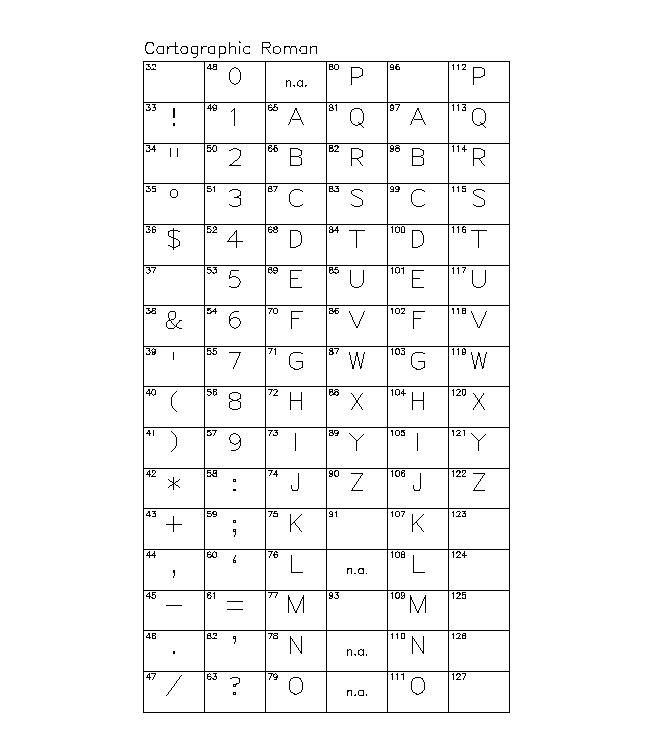 Cartographic Roman
32 48 0 n.a. 80 P 96 112 P
33 ! 49 1 65 A 81 Q 97 A 113 Q
34 " 50 2 66 B 82 R 98 B 114 R
35 ° 51 3 67 C 83 S 99 C 115 S
36 $ 52 4 68 D 84 T 100 D 116 T
37 53 5 69 E 85 U 101 E 117 U
38 & 54 6 70 F 86 V 102 F 118 V
39 ' 55 7 71 G 87 W 103 G 119 W
40 ( 56 8 72 H 88 X 104 H 120 X
41 ) 57 9 73 I 89 Y 105 I 121 Y
42 * 58 : 74 J 90 Z 106 J 122 Z
43 + 59 ; 75 K 91 107 K 123
44 , 60 ‘ 76 L n.a. 108 L 124
45 – 61 = 77 M 93 109 M 125
46 . 62 ’ 78 N n.a. 110 N 126
47 / 63 ? 79 O n.a. 111 O 127